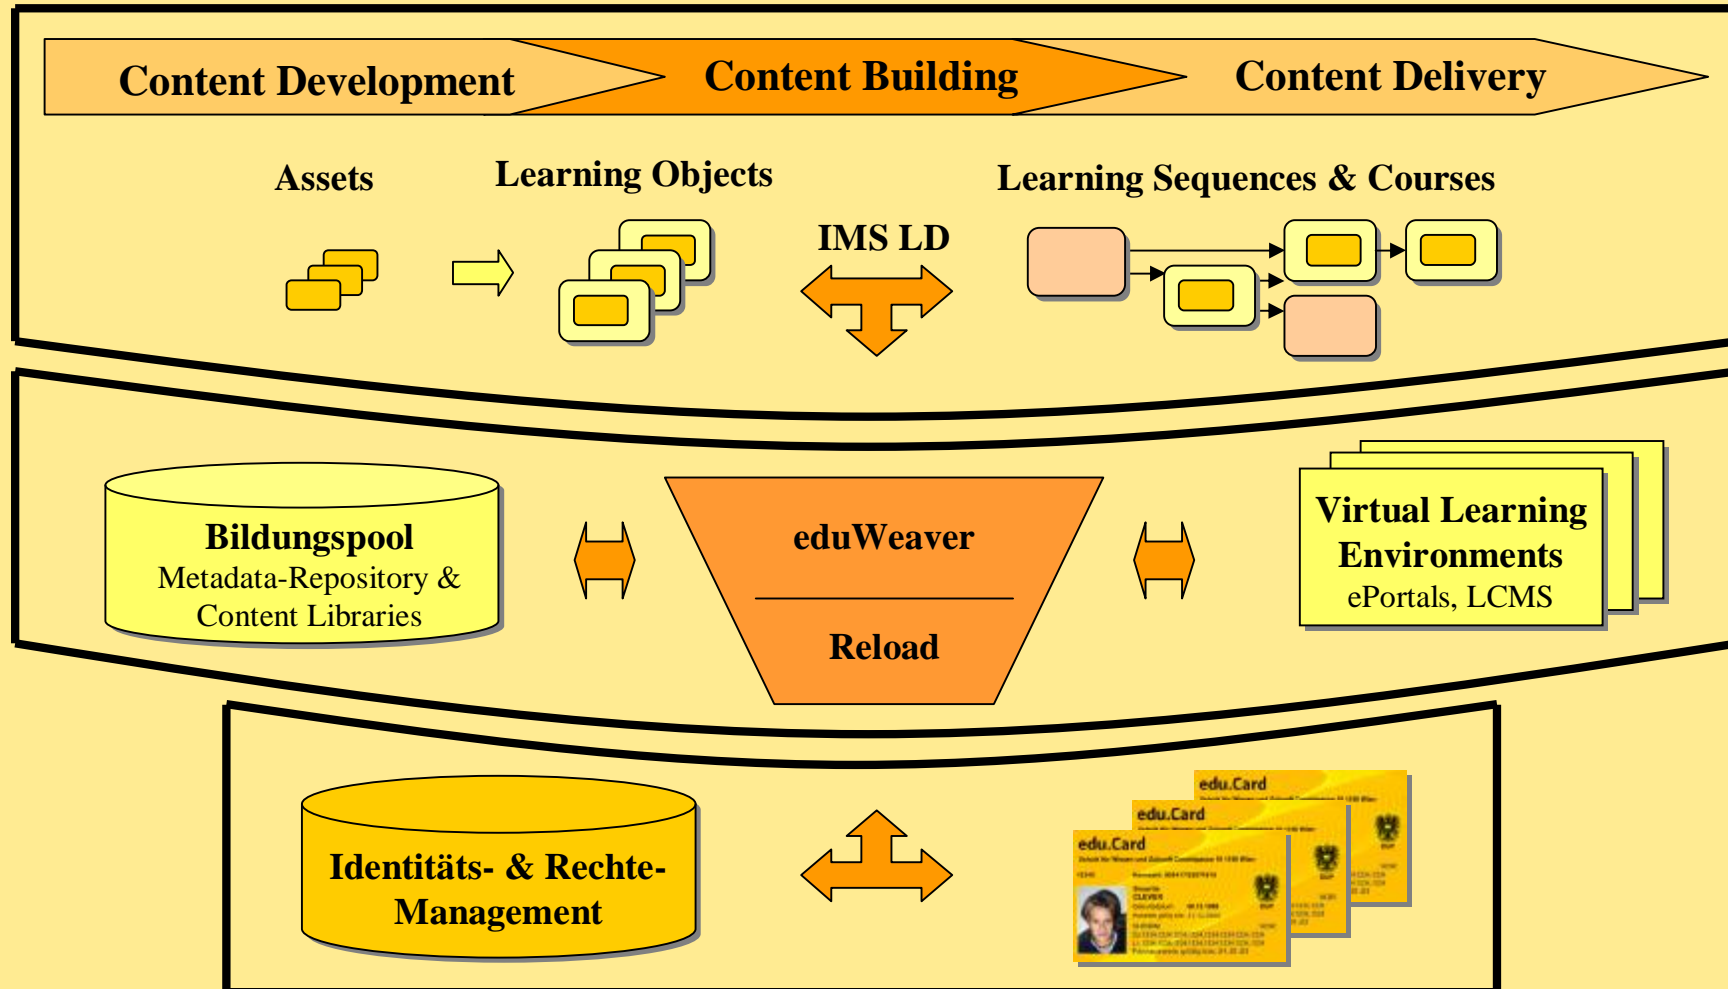 Content Development
Content Building
Content Delivery
Assets
Learning Objects
Learning Sequences & Courses
IMS LD
Bildungspool
Metadata-Repository &
Content Libraries
eduWeaver
Reload
Virtual Learning
Environments
ePortals, LCMS
Identitäts- & Rechte-
Management
edu.Card
edu.Card
edu.Card
CLEVER